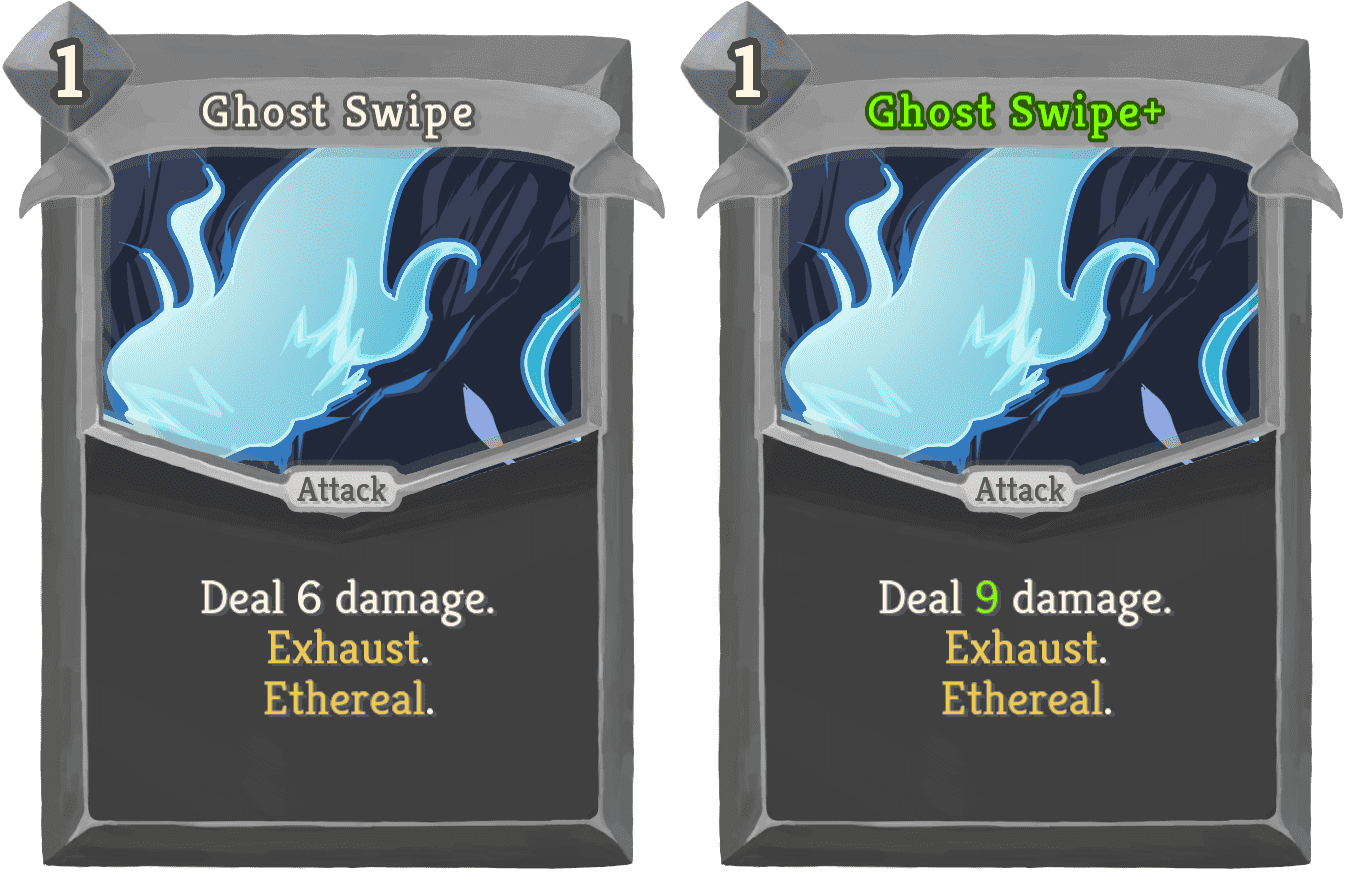 1
Ghost Swipe
Attack
Deal 6 damage.
Exhaust.
Ethereal.
1
Ghost Swipe+
Attack
Deal 9 damage.
Exhaust.
Ethereal.